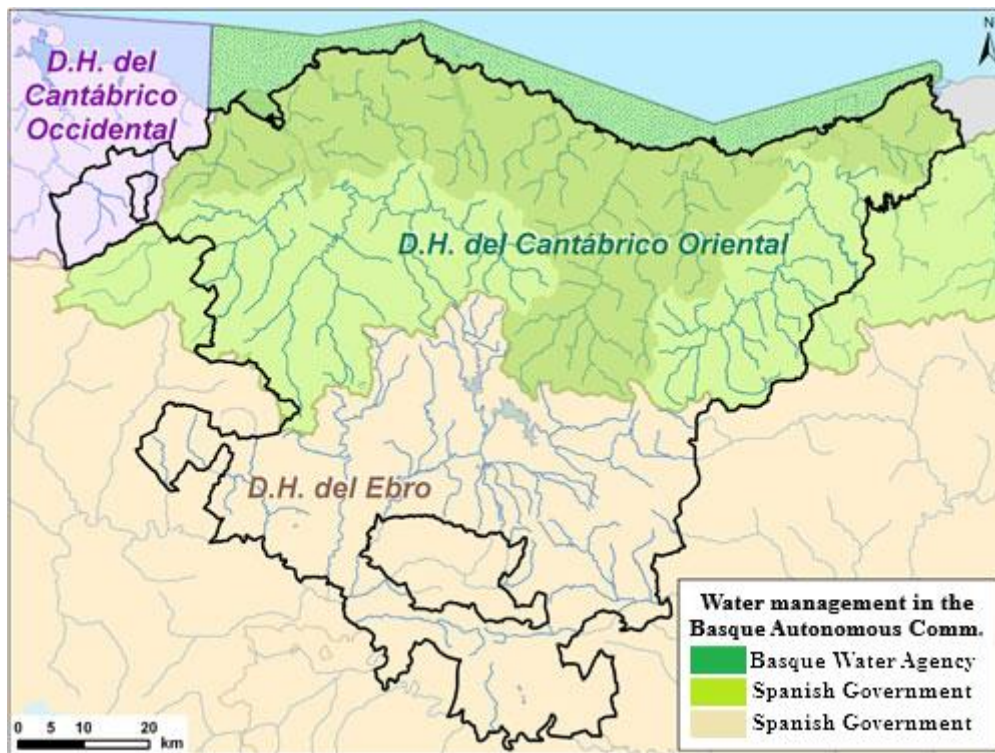 D.H. del
Cantábrico
Occidental
N
D.H. del Cantábrico Oriental
D.H. del Ebro
Water management in the
Basque Autonomous Comm.
Basque Water Agency
Spanish Government
Spanish Government
0 5 10 20
km